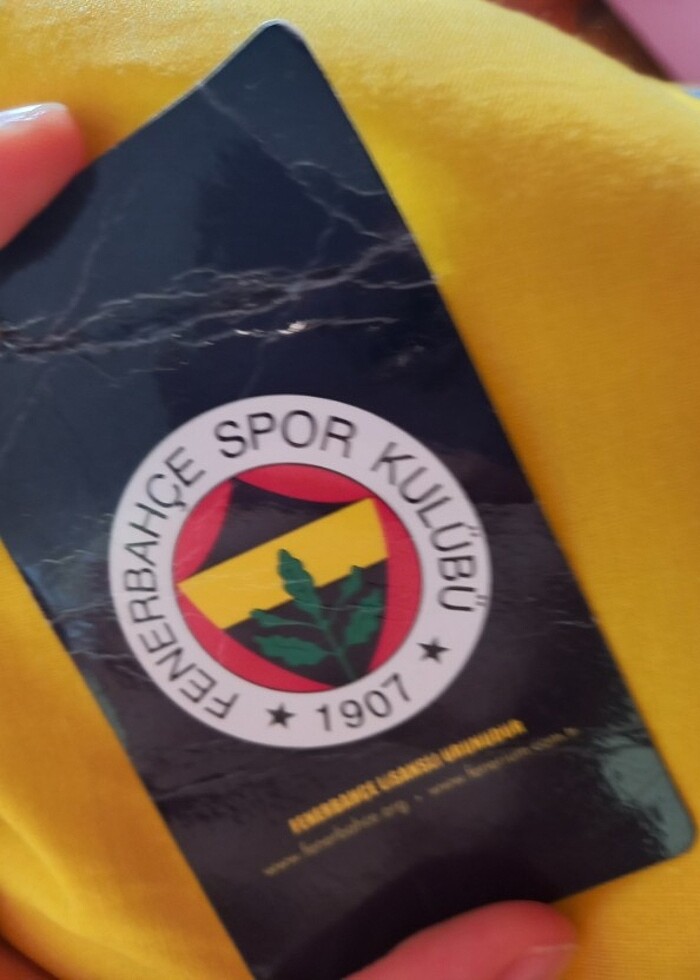 FENERBAHÇE SPOR KULÜBÜ
★ 1907 ★
FENERBAHÇE LİSANSLI ÜRÜNÜDÜR
www.fenerbahce.org • www.fenerium.com.tr